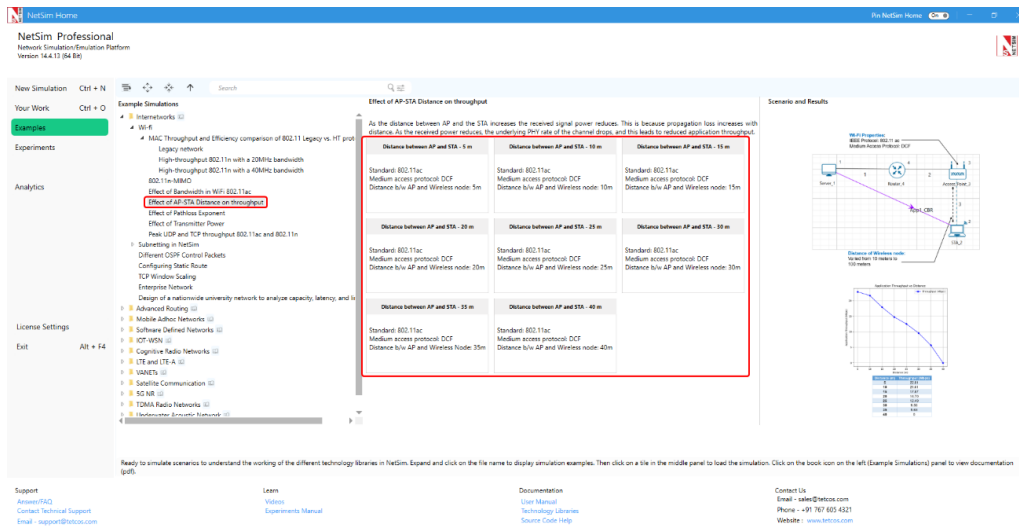 NetSim Home
Pin NetSim Home
On
NetSim Professional
Network Simulation/Emulation Platform
Version 14.4.13 (64 Bit)
NETSIM
New Simulation Ctrl + N
Your Work Ctrl + O
Examples
Experiments
Analytics
License Settings
Exit Alt + F4
Search
Example Simulations
Internetworks
Wi-fi
MAC Throughput and Efficiency comparison of 802.11 Legacy vs. HT prot
Legacy network
High-throughput 802.11n with a 20MHz bandwidth
High-throughput 802.11n with a 40MHz bandwidth
802.11n-MIMO
Effect of Bandwidth in WiFi 802.11ac
Effect of AP-STA Distance on throughput
Effect of Pathloss Exponent
Effect of Transmitter Power
Peak UDP and TCP throughput 802.11ac and 802.11n
Subnetting in NetSim
Different OSPF Control Packets
Configuring Static Route
TCP Window Scaling
Enterprise Network
Design of a nationwide university network to analyze capacity, latency, and li
Advanced Routing
Mobile Adhoc Networks
Software Defined Networks
IOT-WSN
Cognitive Radio Networks
LTE and LTE-A
VANETs
Satellite Communication
5G NR
TDMA Radio Networks
Underwater Acoustic Network
Effect of AP-STA Distance on throughput
As the distance between AP and the STA increases the received signal power reduces. This is because propagation loss increases with
distance. As the received power reduces, the underlying PHY rate of the channel drops, and this leads to reduced application throughput.
Distance between AP and STA - 5 m
Standard: 802.11ac
Medium access protocol: DCF
Distance b/w AP and Wireless node: 5m
Distance between AP and STA - 10 m
Standard: 802.11ac
Medium access protocol: DCF
Distance b/w AP and Wireless node: 10m
Distance between AP and STA - 15 m
Standard: 802.11ac
Medium access protocol: DCF
Distance b/w AP and Wireless node: 15m
Distance between AP and STA - 20 m
Standard: 802.11ac
Medium access protocol: DCF
Distance b/w AP and Wireless node: 20m
Distance between AP and STA - 25 m
Standard: 802.11ac
Medium access protocol: DCF
Distance b/w AP and Wireless node: 25m
Distance between AP and STA - 30 m
Standard: 802.11ac
Medium access protocol: DCF
Distance b/w AP and Wireless node: 30m
Distance between AP and STA - 35 m
Standard: 802.11ac
Medium access protocol: DCF
Distance b/w AP and Wireless Node: 35m
Distance between AP and STA - 40 m
Standard: 802.11ac
Medium access protocol: DCF
Distance b/w AP and Wireless node: 40m
Scenario and Results
Wi-Fi Properties:
IEEE Protocol: 802.11 ac
Medium Access Protocol: DCF
Router_4
App1_CBR
STA_2
Distance of Wireless node:
Varied from 10 meters to
100 meters
Application Throughput vs Distance
Ready to simulate scenarios to understand the working of the different technology libraries in NetSim. Expand and click on the file name to display simulation examples. Then click on a tile in the middle panel to load the simulation. Click on the book icon on the left (Example Simulations) panel to view documentation
(pdf).
Support
Answer/FAQ
Contact Technical Support
Email - support@tetcos.com
Learn
Videos
Experiments Manual
Documentation
User Manual
Technology Libraries
Source Code Help
Contact Us
Email - sales@tetcos.com
Phone - +91 767 605 4321
Website : www.tetcos.com